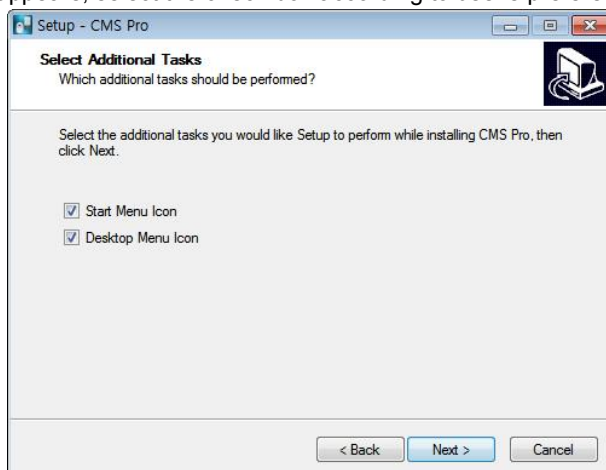 Setup - CMS Pro
Select Additional Tasks
Which additional tasks should be performed?
Select the additional tasks you would like Setup to perform while installing CMS Pro, then
click Next.
Start Menu Icon
Desktop Menu Icon
< Back Next > Cancel